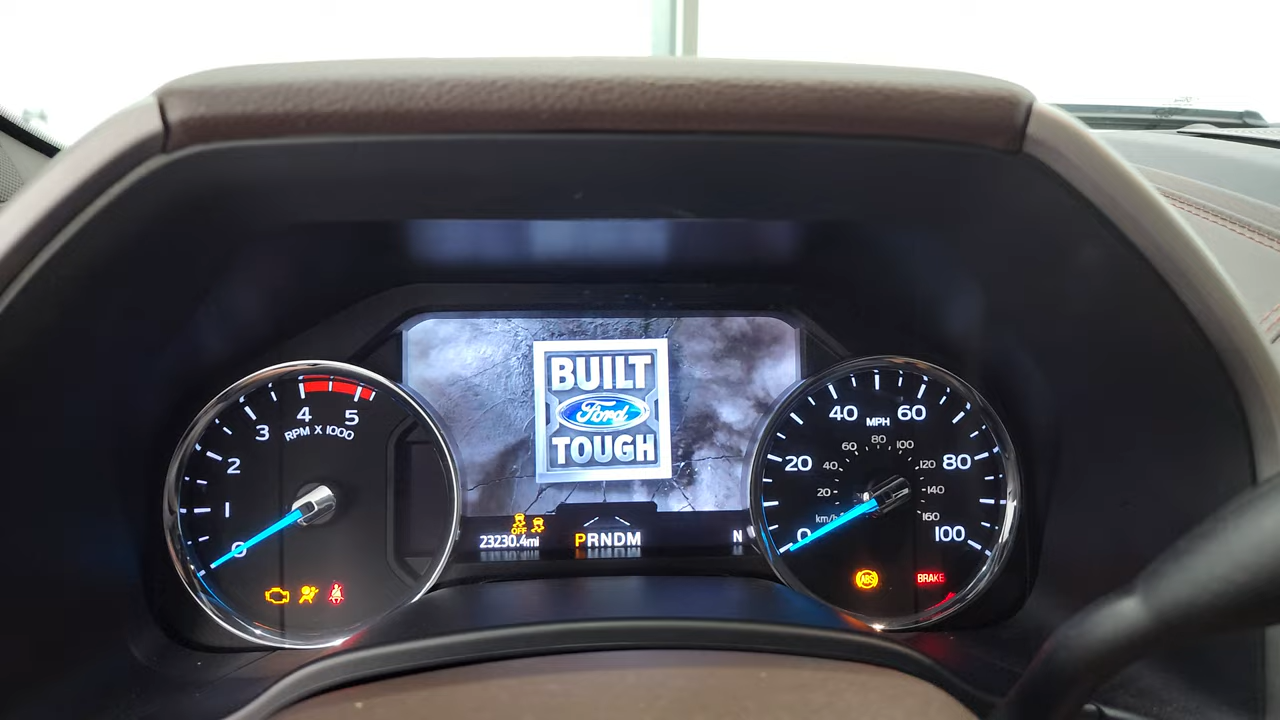 BUILT
Ford
TOUGH
4 5
3
RPM X 1000
2
1
0
40 MPH 60
60 80 100
20 40 120 80
20 140
km/h 160
0 100
OFF
23230.4mi PRNDM N
ABS BRAKE